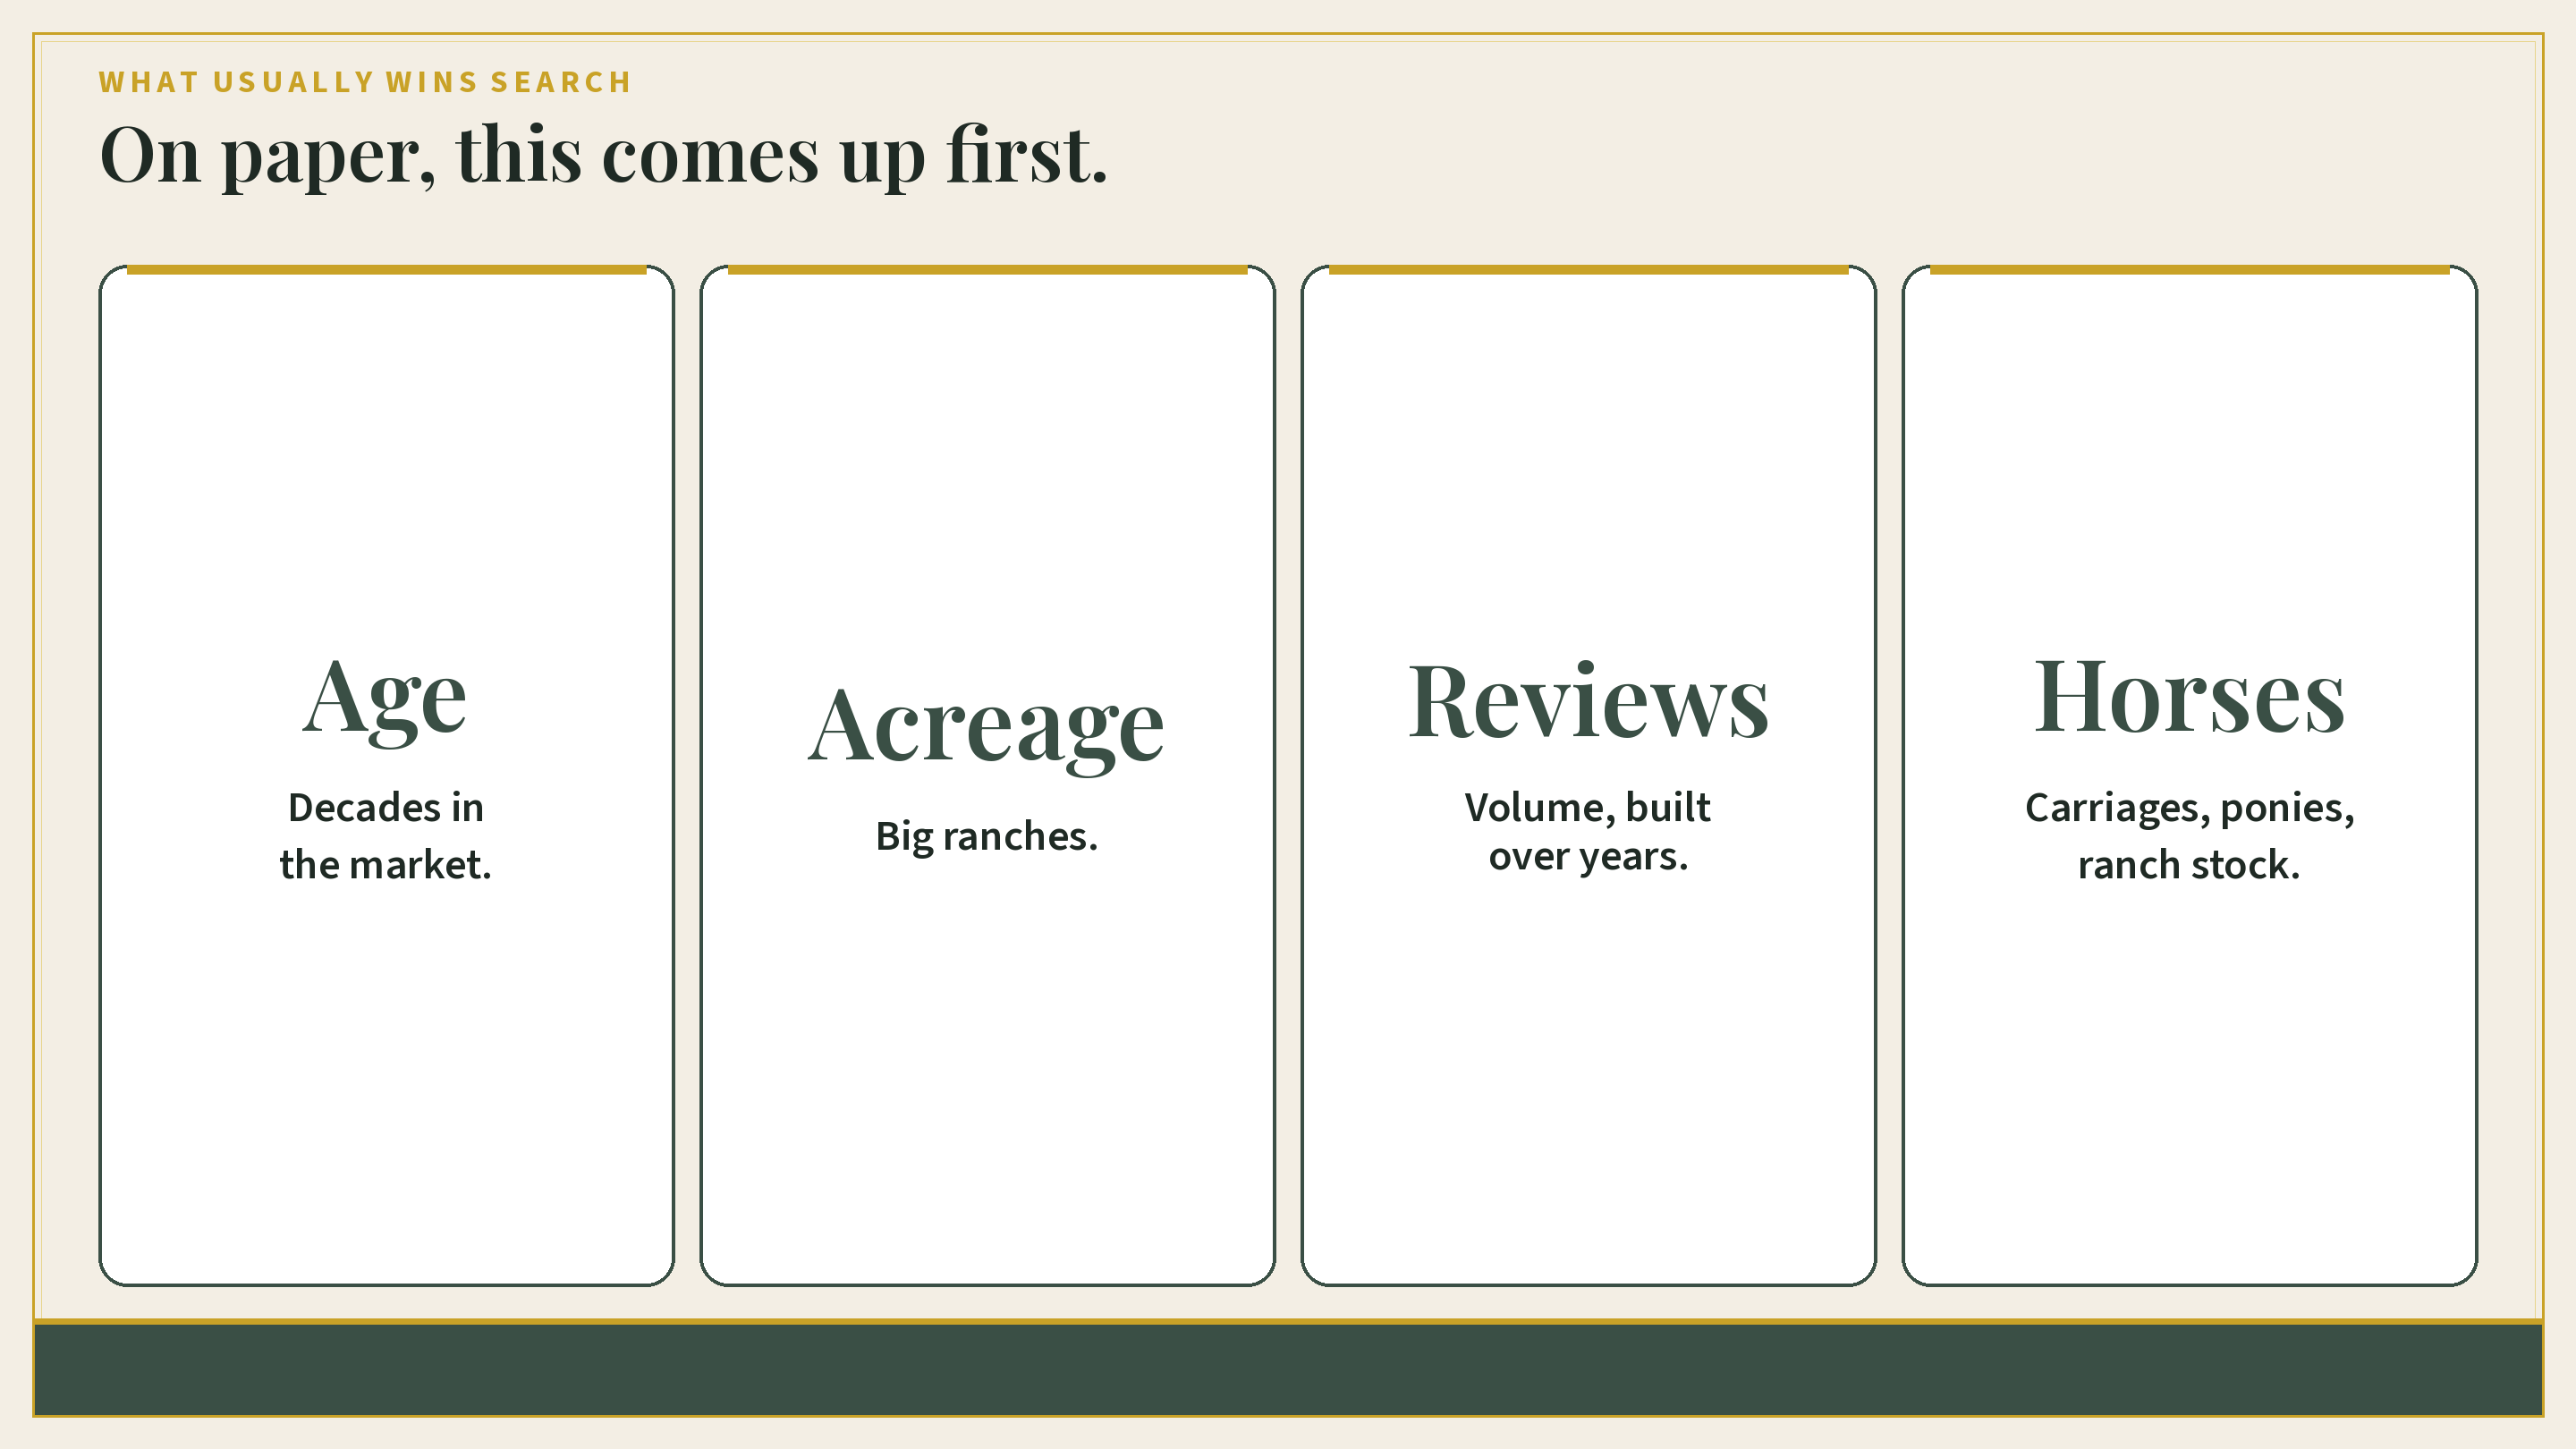 WHAT USUALLY WINS SEARCH
On paper, this comes up first.
Age
Decades in
the market.
Acreage
Big ranches.
Reviews
Volume, built
over years.
Horses
Carriages, ponies,
ranch stock.